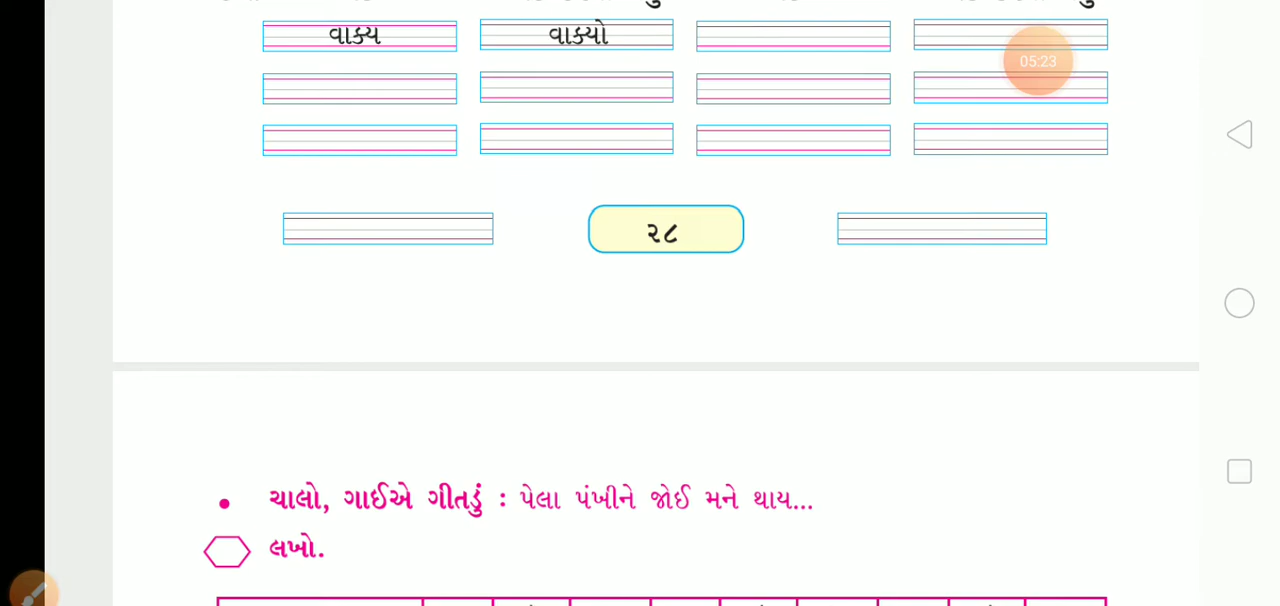 વાક્ય વાક્યો
05:23
૨૮
• ચાલો, ગાઈએ ગીતડું : પેલા પંખીને જોઈ મને થાય...
લખો.